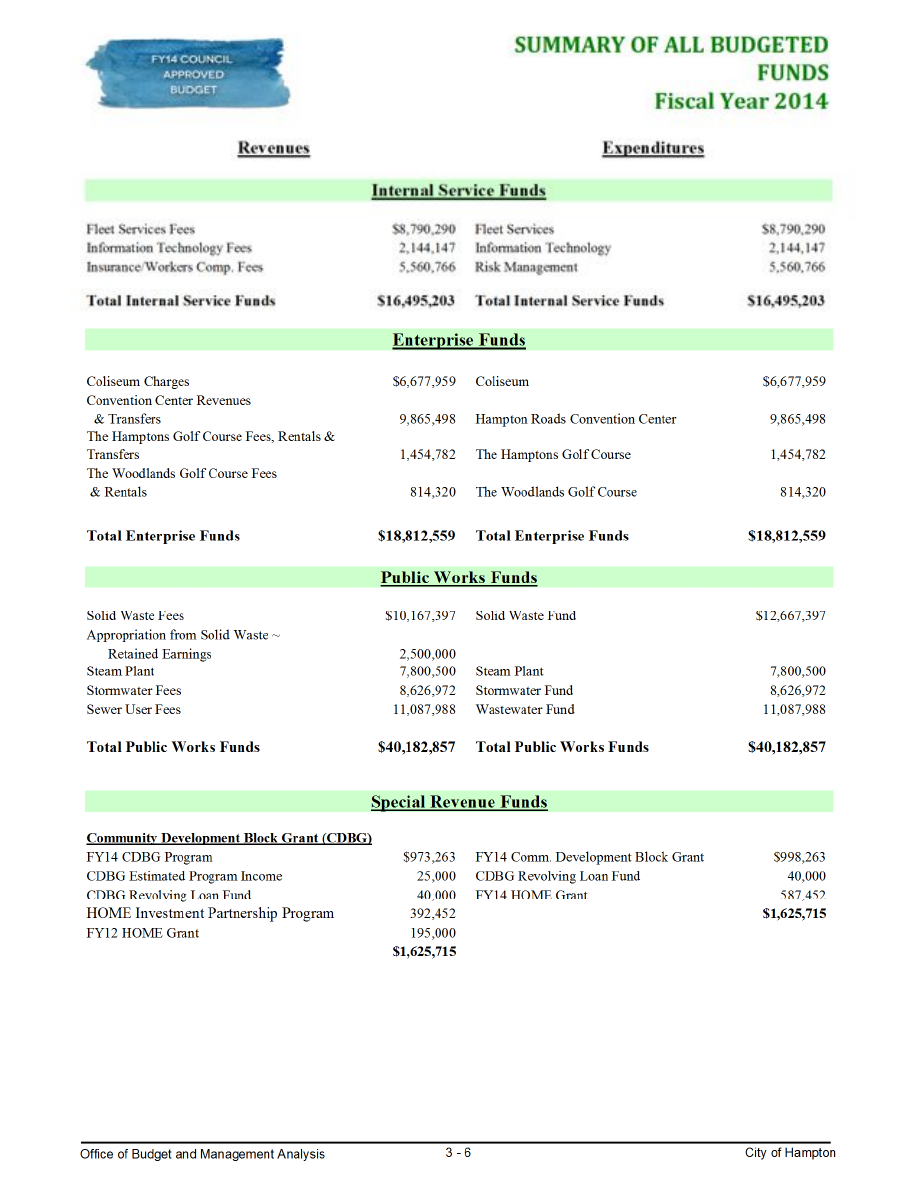 FY14 COUNCIL
APPROVED
BUDGET
SUMMARY OF ALL BUDGETED
FUNDS
Fiscal Year 2014
Revenues Expenditures
Internal Service Funds
Fleet Services Fees $8,790,290 Fleet Services $8,790,290
Information Technology Fees 2,144,147 Information Technology 2,144,147
Insurance/Workers Comp. Fees 5,560,766 Risk Management 5,560,766
Total Internal Service Funds $16,495,203 Total Internal Service Funds $16,495,203
Enterprise Funds
Coliseum Charges $6,677,959 Coliseum $6,677,959
Convention Center Revenues
& Transfers 9,865,498 Hampton Roads Convention Center 9,865,498
The Hamptons Golf Course Fees, Rentals &
Transfers 1,454,782 The Hamptons Golf Course 1,454,782
The Woodlands Golf Course Fees
& Rentals 814,320 The Woodlands Golf Course 814,320
Total Enterprise Funds $18,812,559 Total Enterprise Funds $18,812,559
Public Works Funds
Solid Waste Fees $10,167,397 Solid Waste Fund $12,667,397
Appropriation from Solid Waste ~
Retained Earnings 2,500,000
Steam Plant 7,800,500 Steam Plant 7,800,500
Stormwater Fees 8,626,972 Stormwater Fund 8,626,972
Sewer User Fees 11,087,988 Wastewater Fund 11,087,988
Total Public Works Funds $40,182,857 Total Public Works Funds $40,182,857
Special Revenue Funds
Community Development Block Grant (CDBG)
FY14 CDBG Program $973,263 FY14 Comm. Development Block Grant $998,263
CDBG Estimated Program Income 25,000 CDBG Revolving Loan Fund 40,000
CDBG Revolving Loan Fund 40,000 FY14 HOME Grant 587,452
HOME Investment Partnership Program 392,452 $1,625,715
FY12 HOME Grant 195,000
$1,625,715
Office of Budget and Management Analysis 3 - 6 City of Hampton